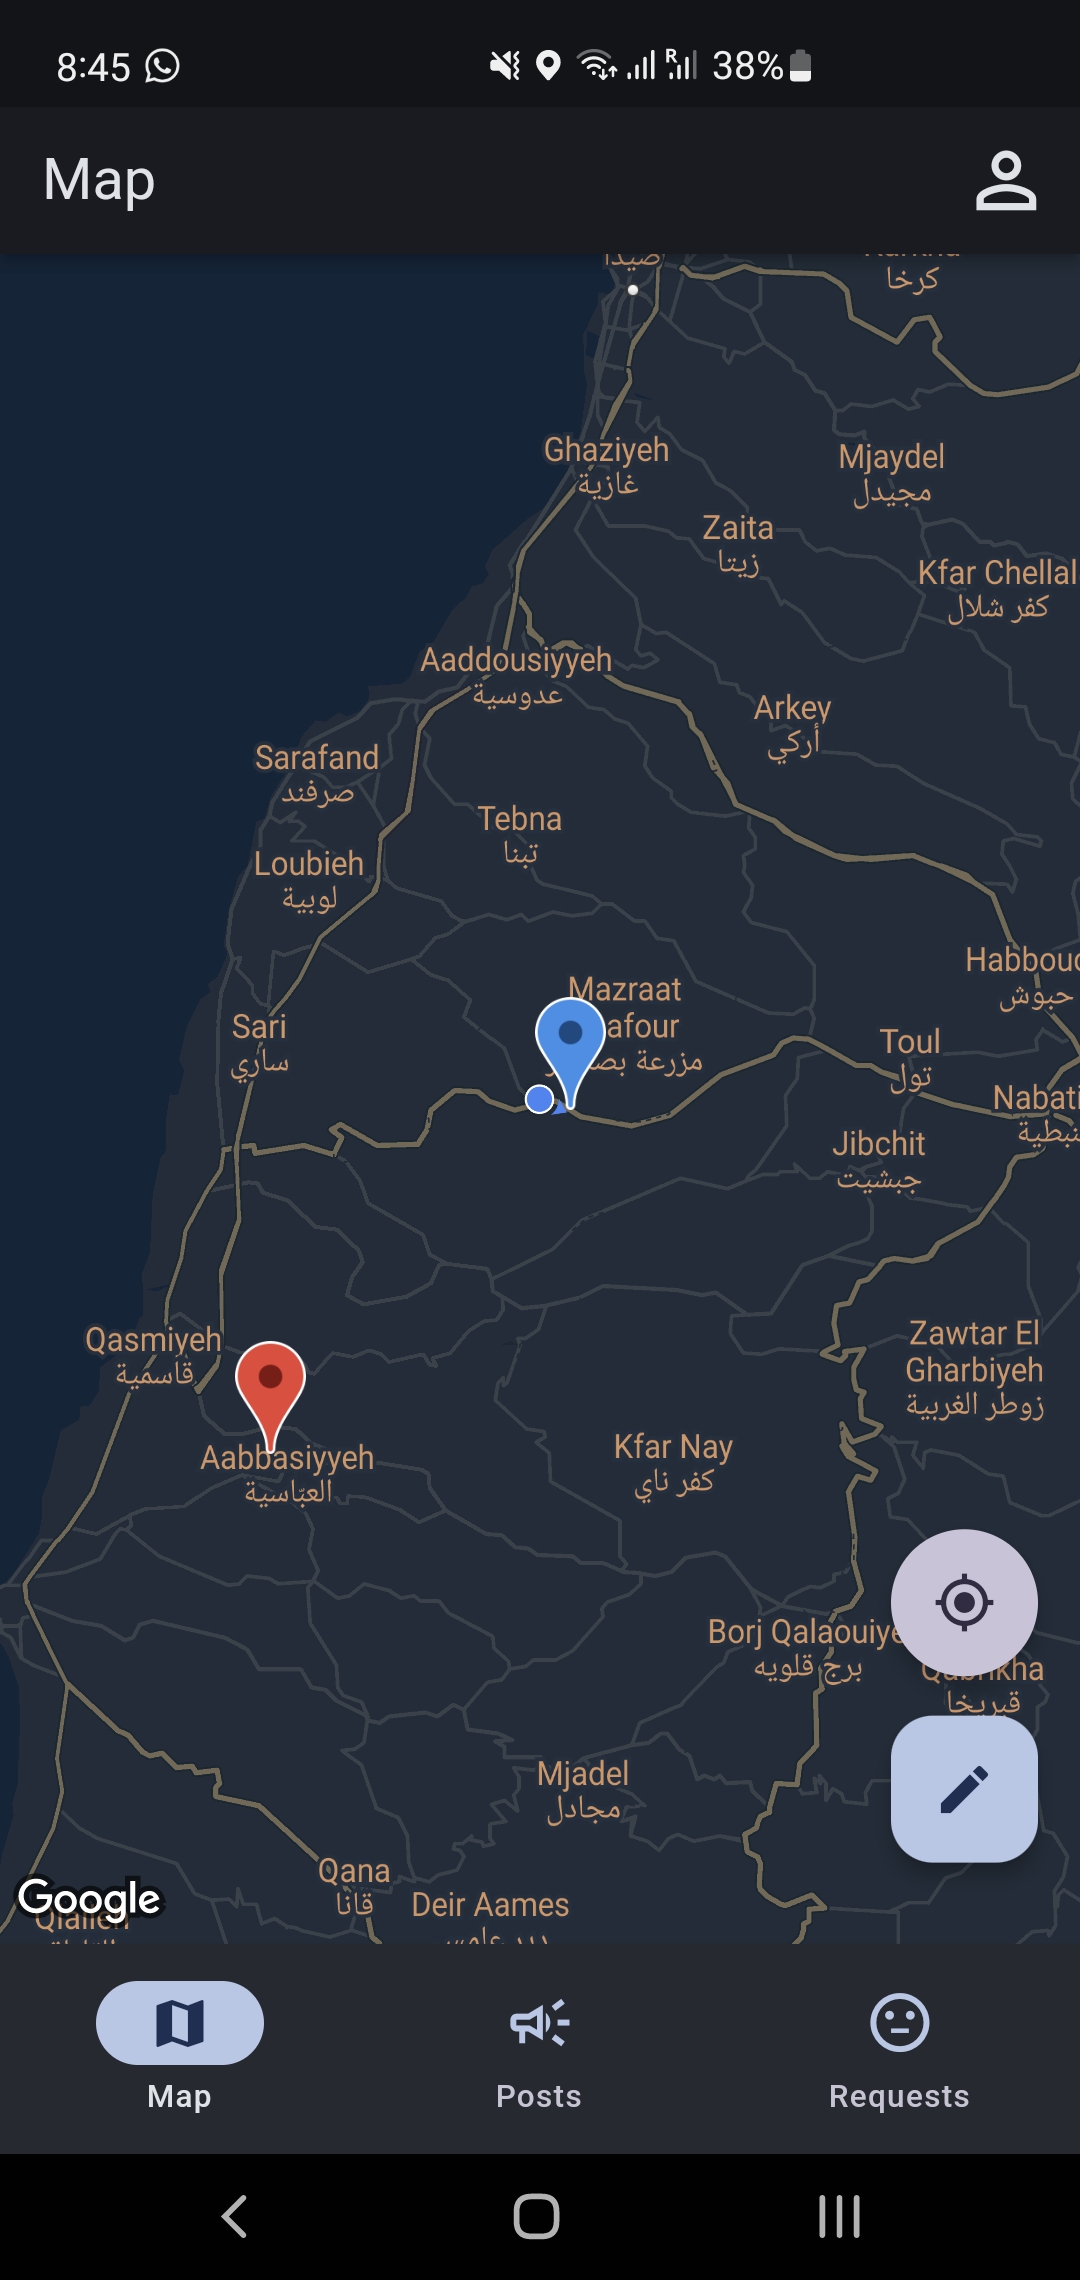 8:45
38%
Map
صيدا
كرخا
Ghaziyeh
غازية
Mjaydel
مجيدل
Zaita
زيتا
Kfar Chellal
كفر شلال
Aaddousiyyeh
عدوسية
Arkey
أركي
Sarafand
صرفند
Tebna
تبنا
Loubieh
لوبية
Habbouc
حبوش
Mazraat
afour
مزرعة
Sari
ساري
Toul
تول
Nabati
Jibchit
جبشيت
Qasmiyeh
قاسمية
Zawtar El
Gharbiyeh
زوطر الغربية
Aabbasiyyeh
العبّاسية
Kfar Nay
كفر ناي
Borj Qalaouiye
برج قلويه
قبريخا
Mjadel
مجادل
Qana
قانا
Deir Aames
Google
Map
Posts
Requests